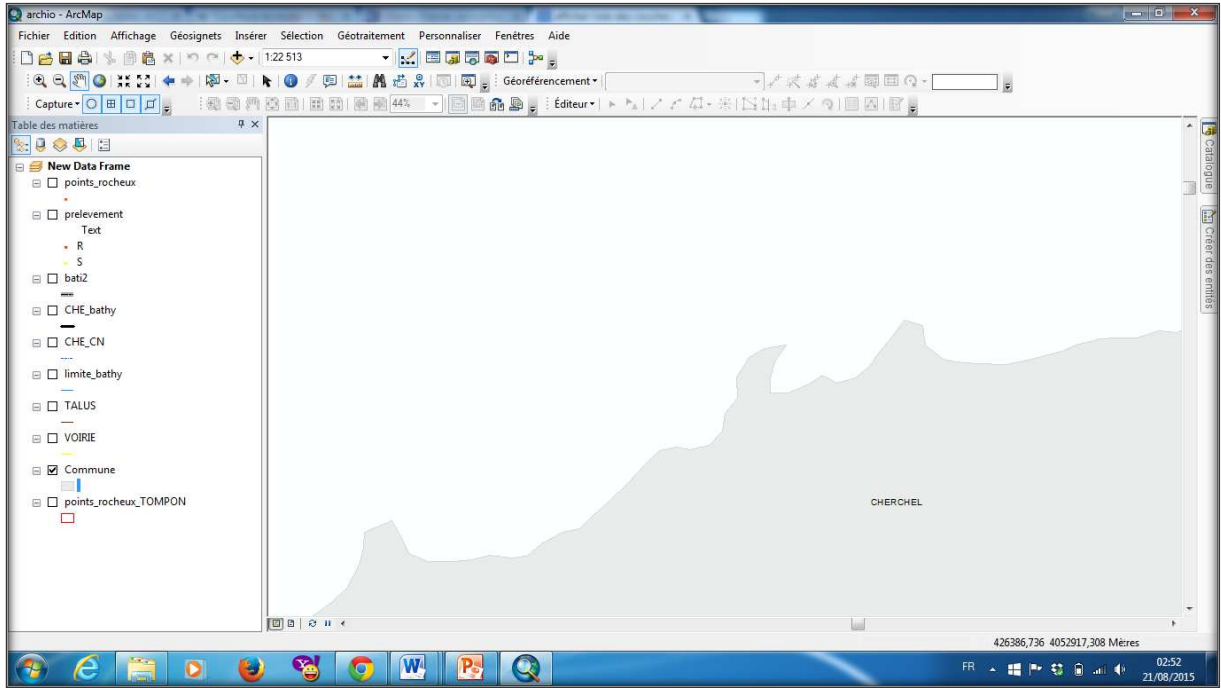 archio - ArcMap
Fichier Edition Affichage Géosignets Insérer Sélection Géotraitement Personnaliser Fenêtres Aide
1:22 513
Géoréférencement
Capture 44% Éditeur
Table des matières
New Data Frame
points_rocheux
prelevement
Text
R
S
bati2
CHE_bathy
CHE_CN
limite_bathy
TALUS
VOIRIE
Commune
points_rocheux_TOMPON
CHERCHEL
Catalogue
Créer des entités
426386,736 4052917,308 Mètres
FR 02:52
21/08/2015